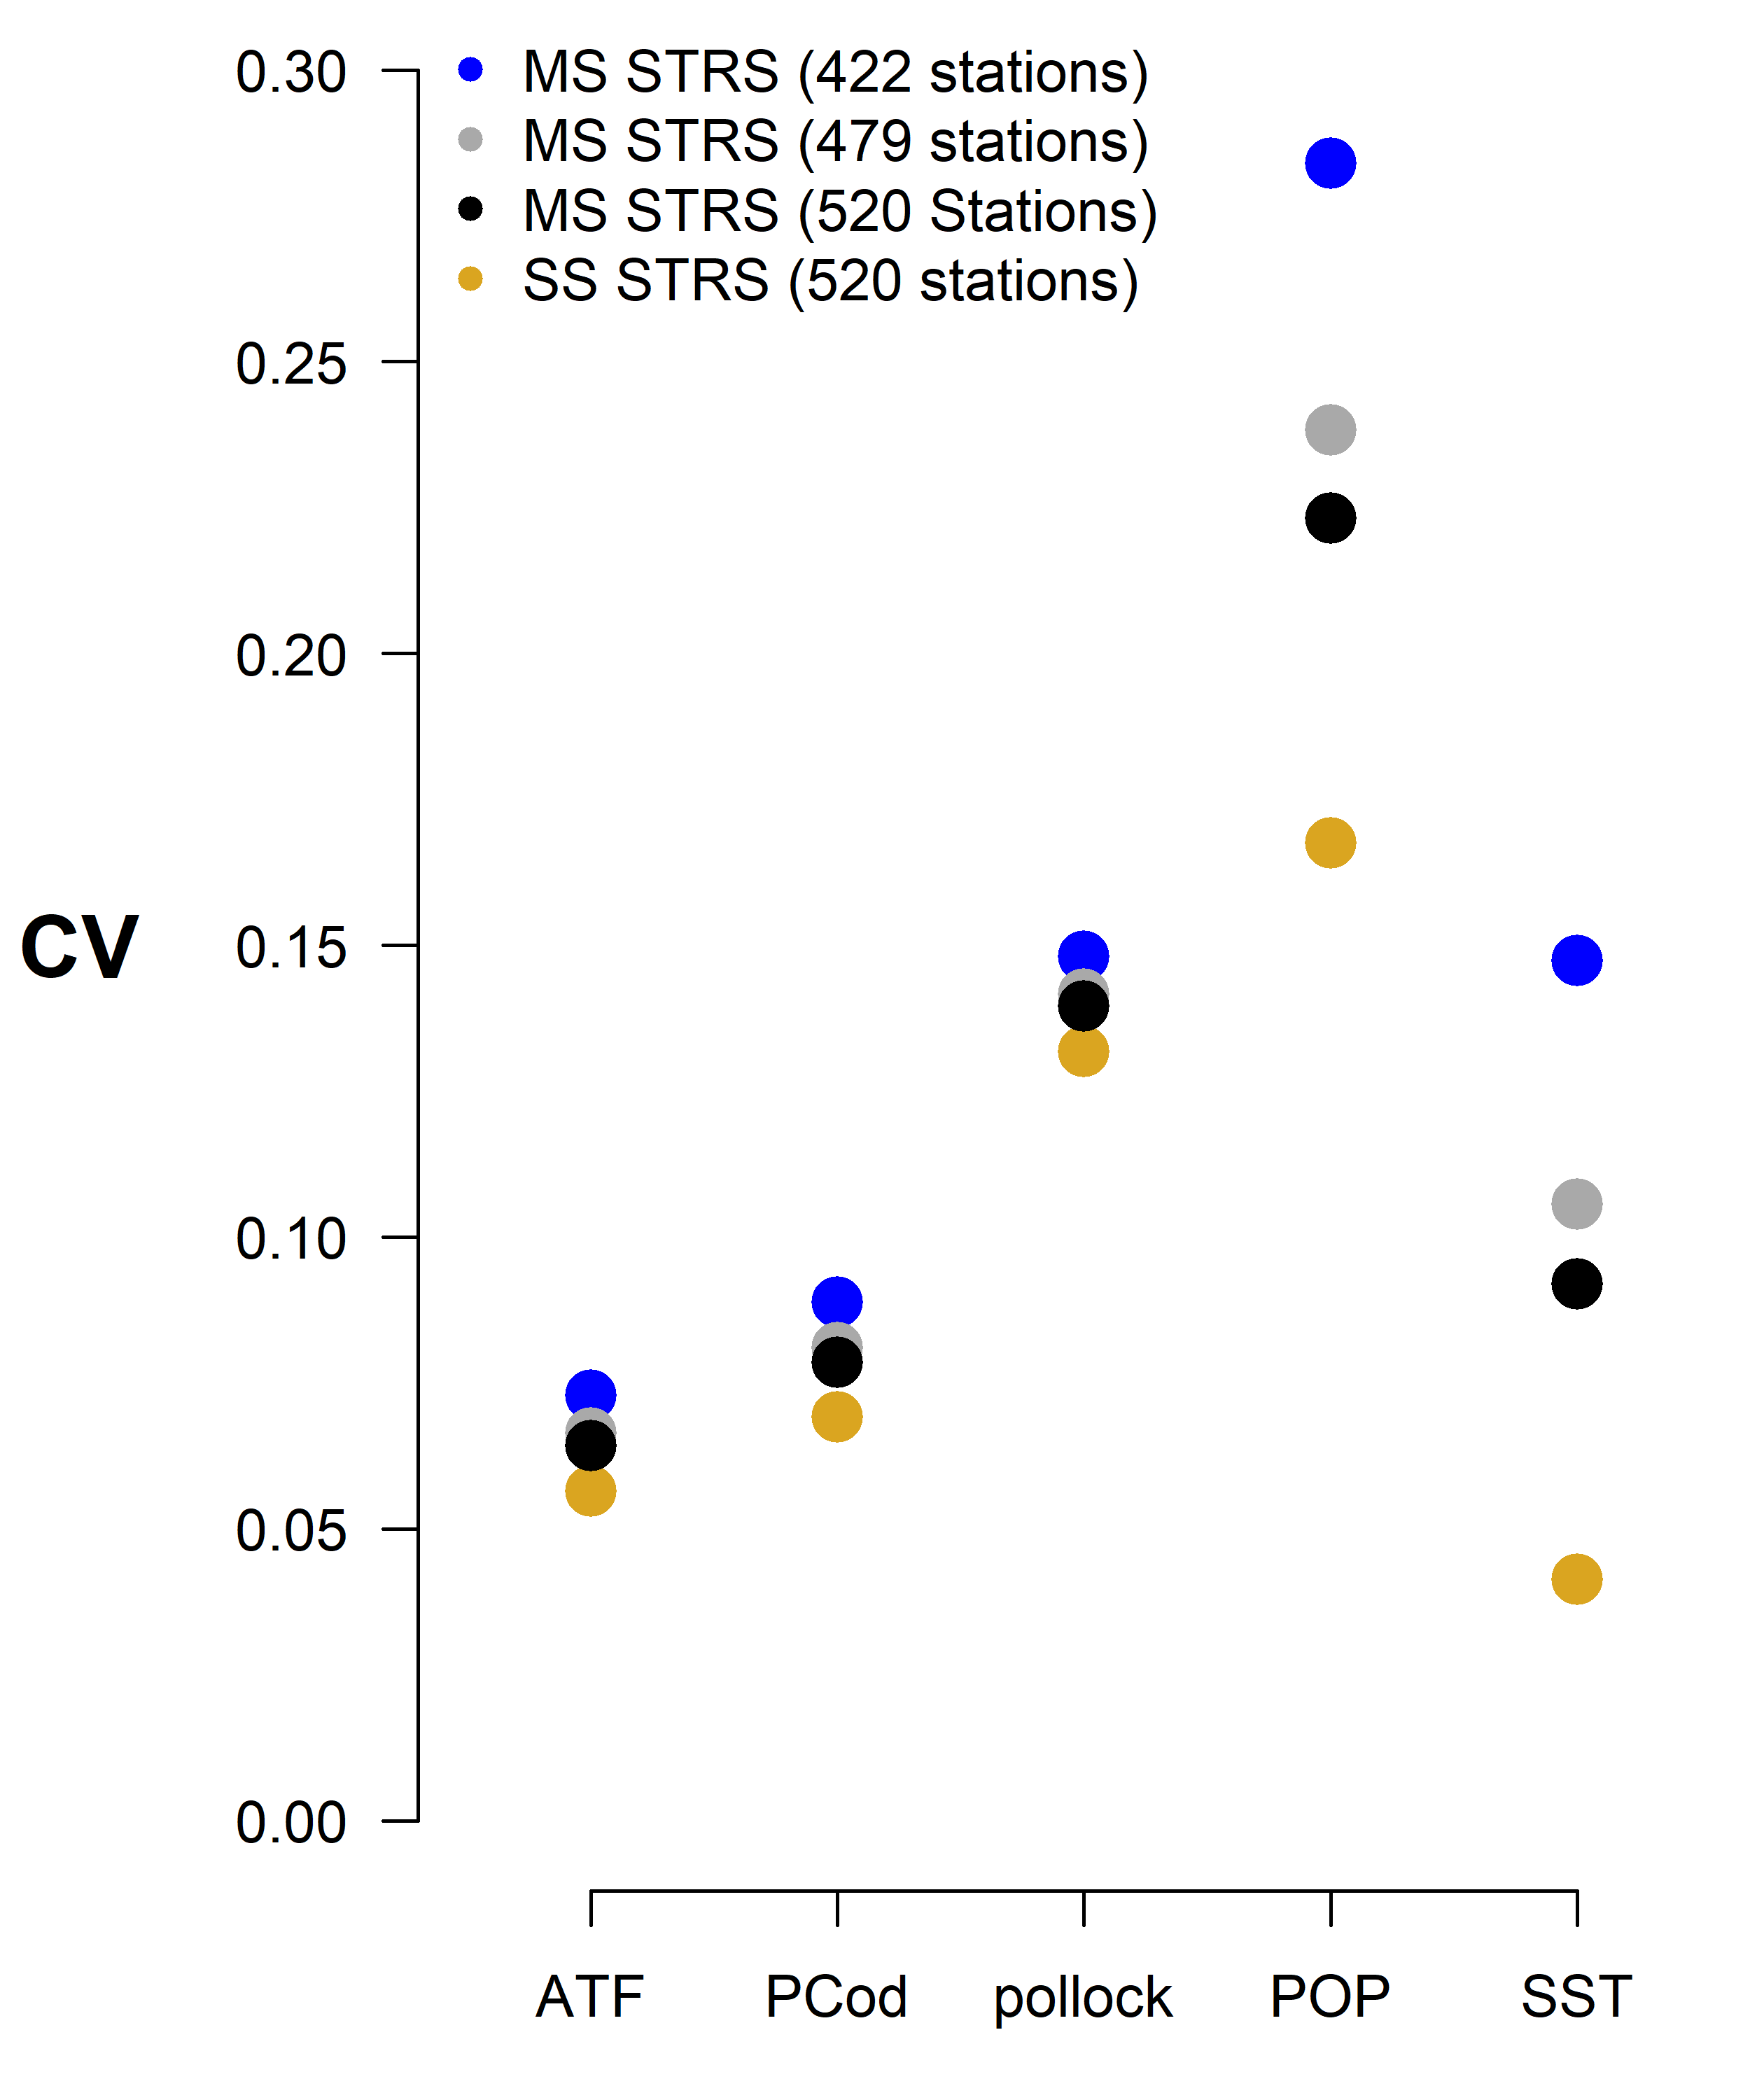 0.30
MS STRS (422 stations)
MS STRS (479 stations)
MS STRS (520 Stations)
SS STRS (520 stations)
0.25
0.20
CV
0.15
0.10
0.05
0.00
ATF PCod pollock POP SST